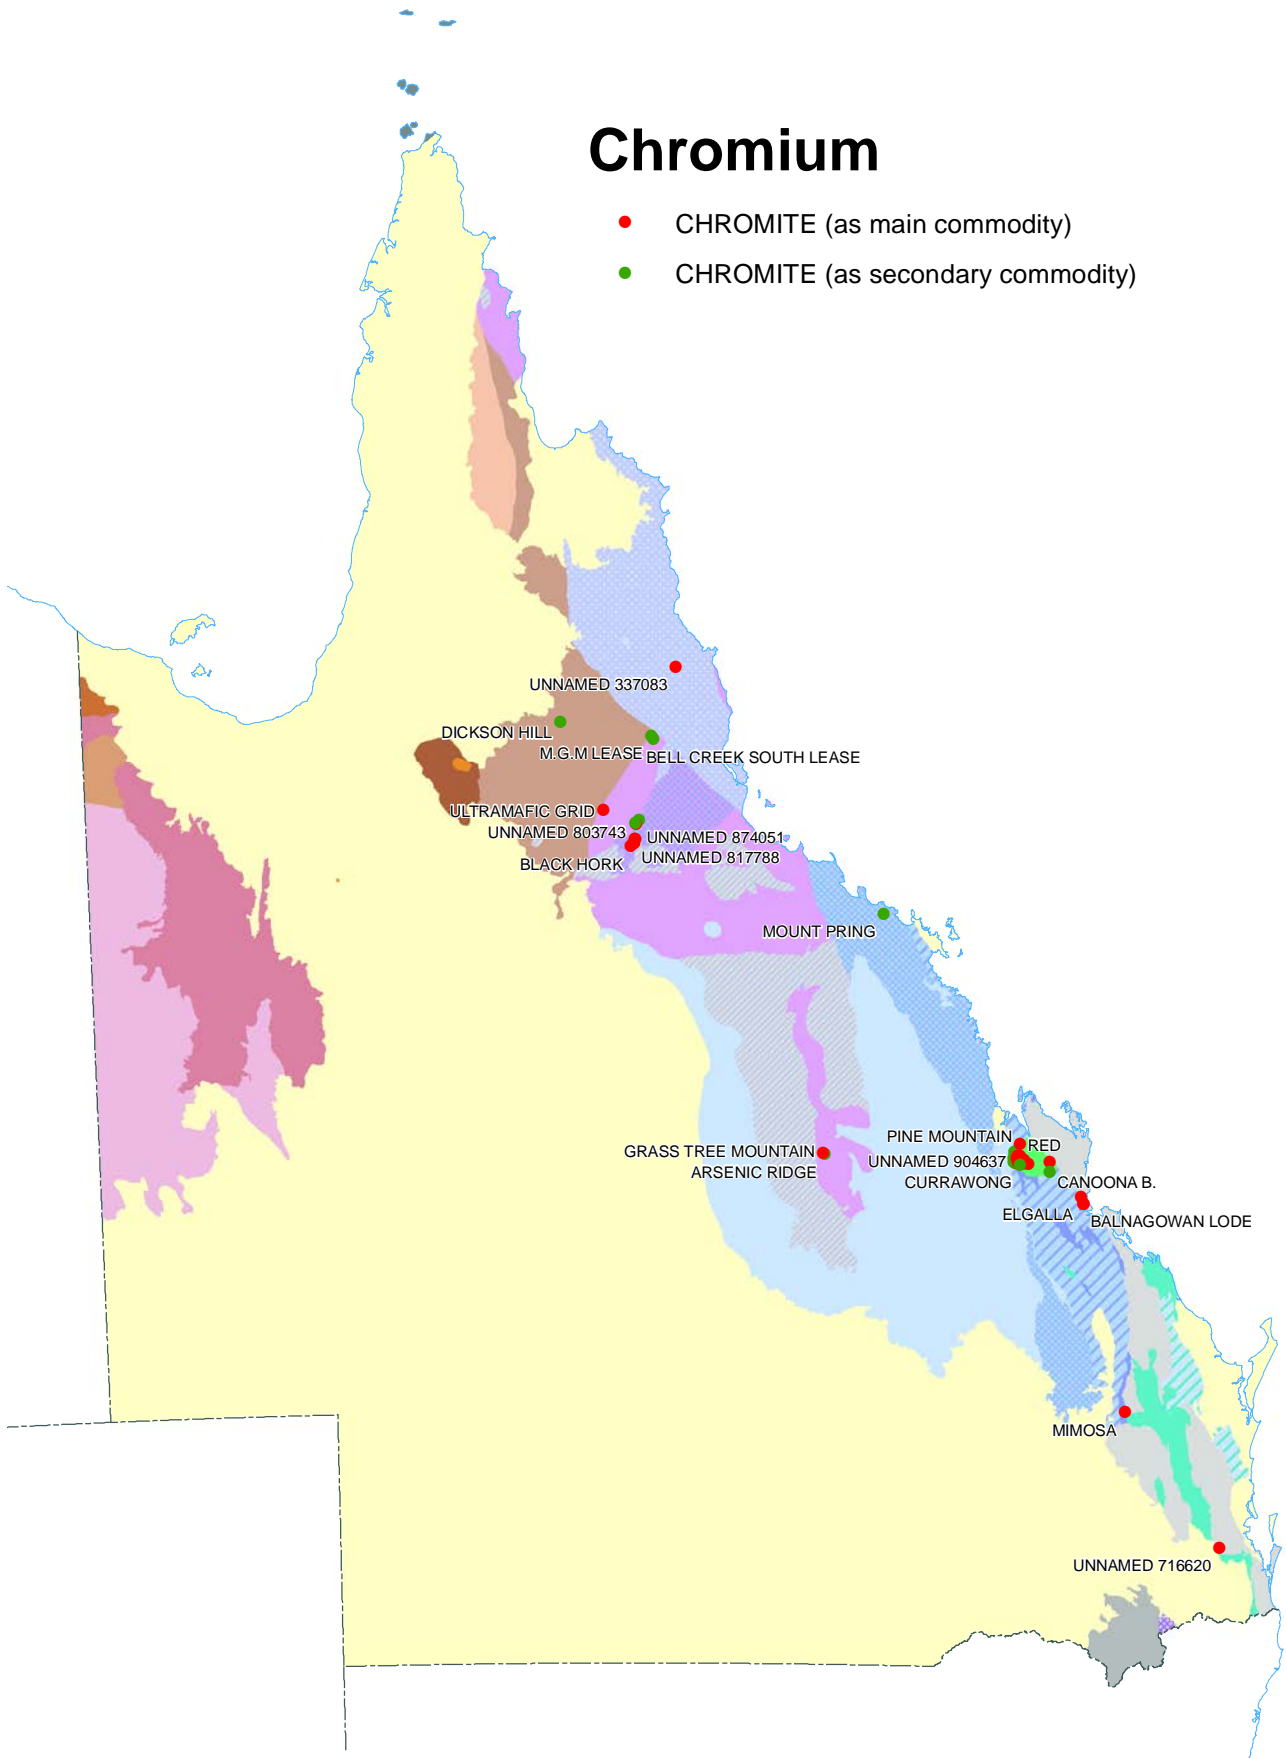 Chromium
CHROMITE (as main commodity)
CHROMITE (as secondary commodity)
UNNAMED 337083
DICKSON HILL
M.G.M LEASE
BELL CREEK SOUTH LEASE
ULTRAMAFIC GRID
UNNAMED 803743
UNNAMED 874051
BLACK HORK
UNNAMED 817788
MOUNT PRING
GRASS TREE MOUNTAIN
ARSENIC RIDGE
PINE MOUNTAIN
RED
UNNAMED 904637
CURRAWONG
CANOONA B.
ELGALLA
BALNAGOWAN LODE
MIMOSA
UNNAMED 716620